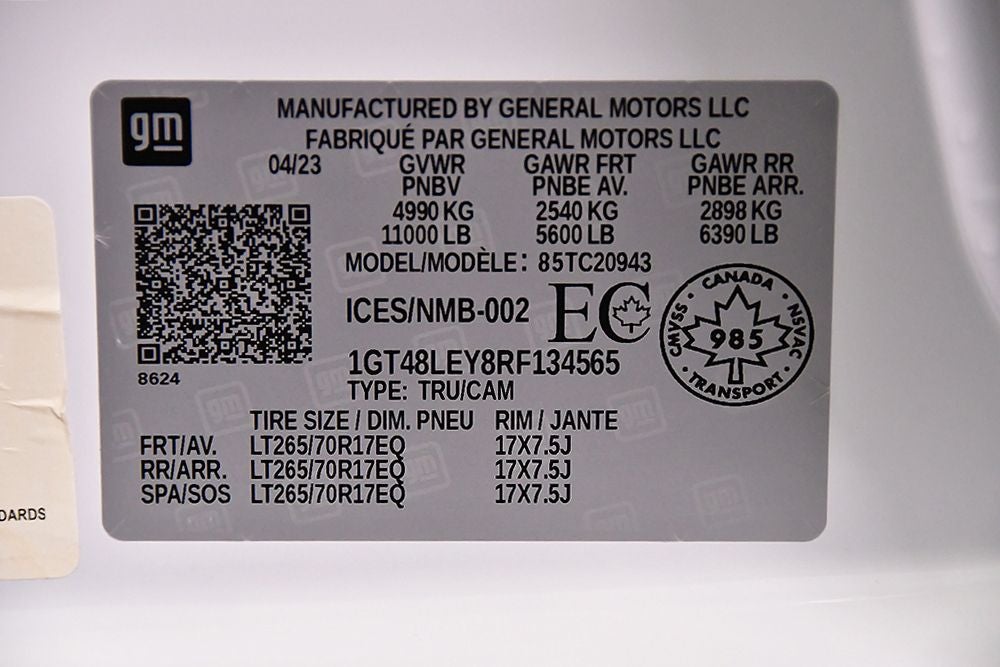 gm
MANUFACTURED BY GENERAL MOTORS LLC
FABRIQUÉ PAR GENERAL MOTORS LLC
04/23 GVWR GAWR FRT GAWR RR
PNBV PNBE AV. PNBE ARR.
4990 KG 2540 KG 2898 KG
11000 LB 5600 LB 6390 LB
MODEL/MODÈLE: 85TC20943
ICES/NMB-002 EC
CANADA
CMVSS 985 NSVAC
TRANSPORT
1GT48LEY8RF134565
8624
TYPE: TRU/CAM
TIRE SIZE / DIM. PNEU RIM / JANTE
FRT/AV. LT265/70R17EQ 17X7.5J
RR/ARR. LT265/70R17EQ 17X7.5J
SPA/SOS LT265/70R17EQ 17X7.5J
DARDS